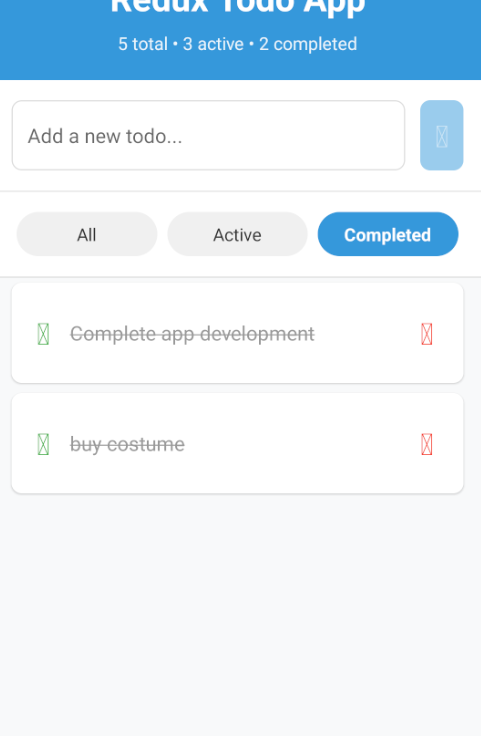 Redux Todo App
5 total • 3 active • 2 completed
Add a new todo...
All
Active
Completed
Complete app development
buy costume